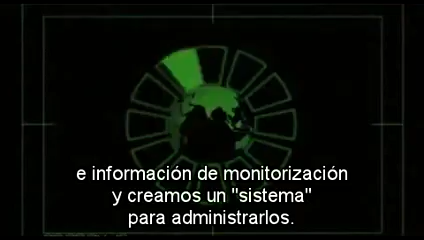 e información de monitorización
y creamos un "sistema"
para administrarlos.